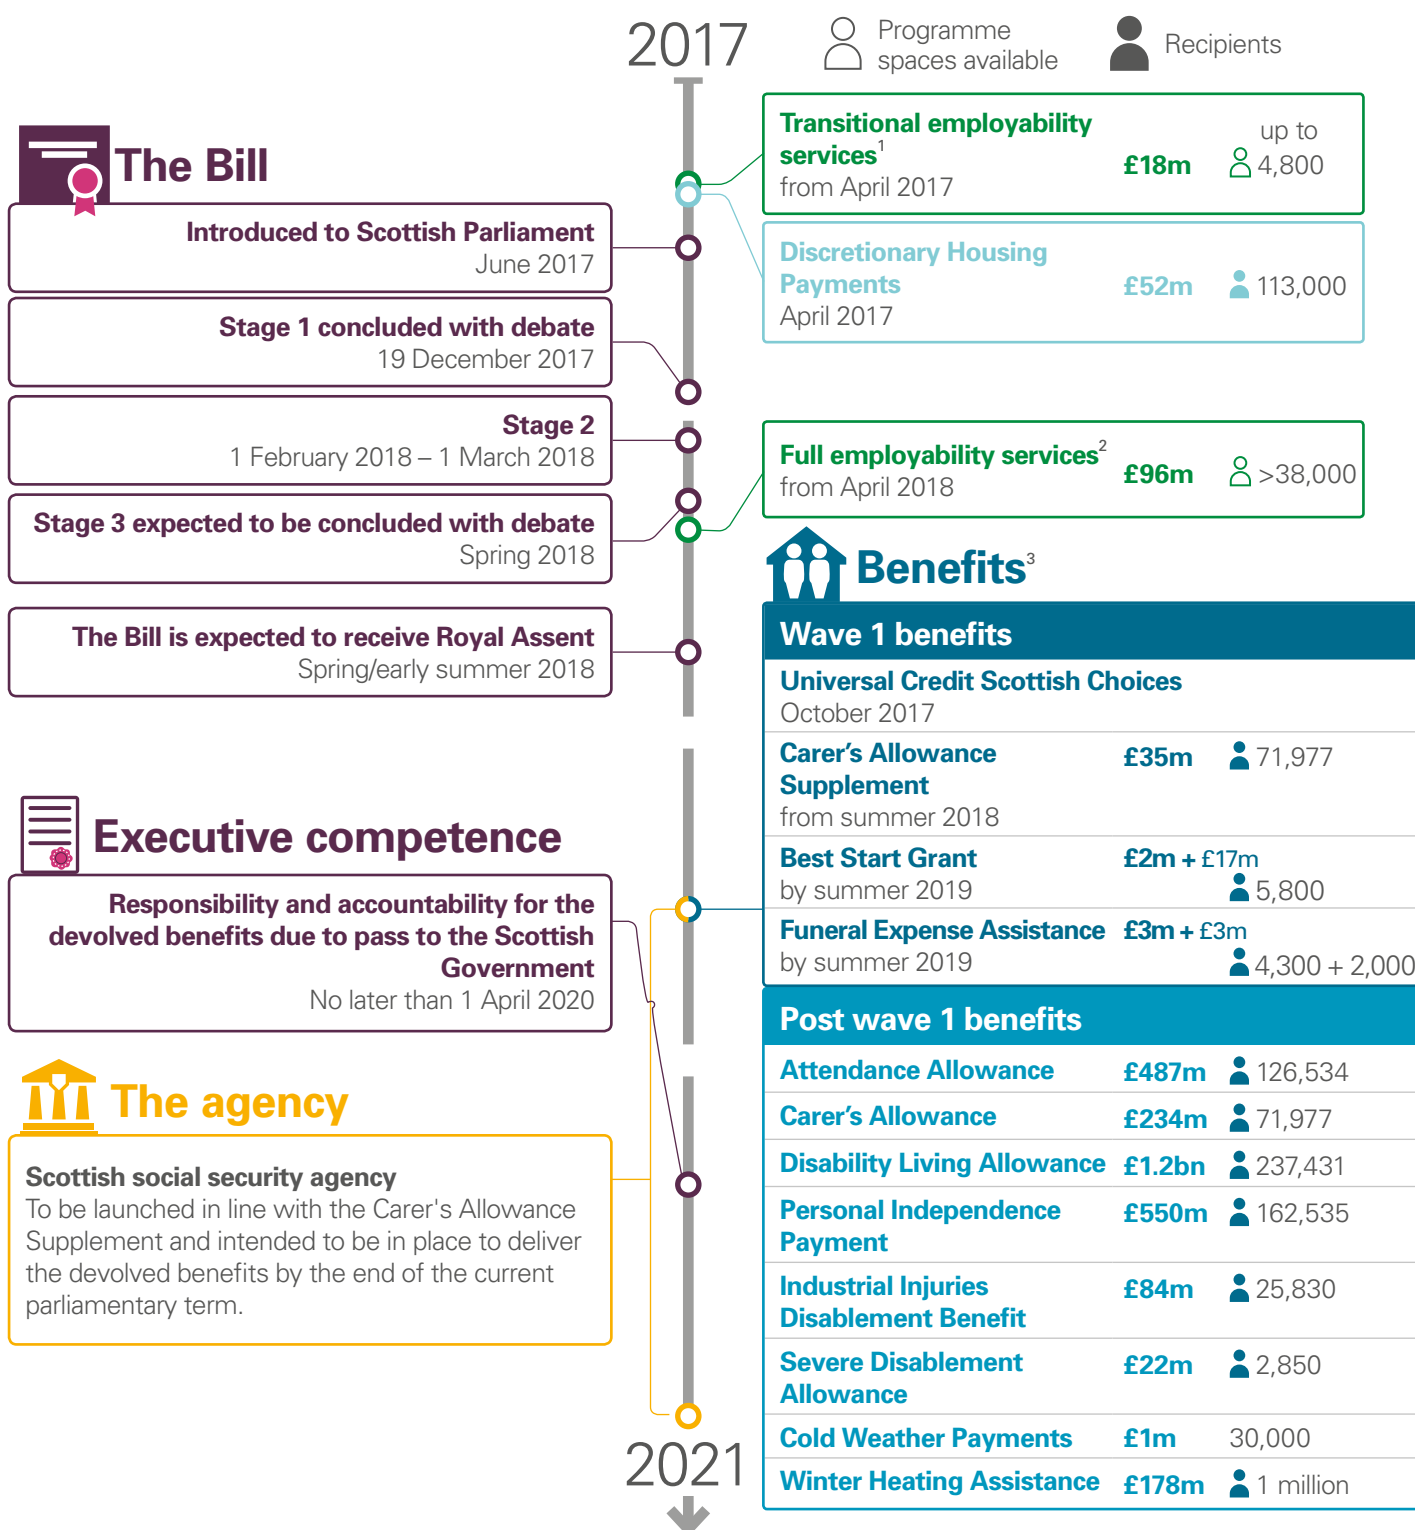 2017
Programme
spaces available
Recipients
The Bill
Introduced to Scottish Parliament
June 2017
Stage 1 concluded with debate
19 December 2017
Stage 2
1 February 2018 – 1 March 2018
Stage 3 expected to be concluded with debate
Spring 2018
The Bill is expected to receive Royal Assent
Spring/early summer 2018
Executive competence
Responsibility and accountability for the
devolved benefits due to pass to the Scottish
Government
No later than 1 April 2020
The agency
Scottish social security agency
To be launched in line with the Carer's Allowance
Supplement and intended to be in place to deliver
the devolved benefits by the end of the current
parliamentary term.
Transitional employability
services1
from April 2017
£18m
up to
4,800
Discretionary Housing
Payments
April 2017
£52m 113,000
Full employability services2
from April 2018
£96m >38,000
Benefits3
Wave 1 benefits
Universal Credit Scottish Choices
October 2017
Carer’s Allowance
Supplement
from summer 2018
£35m 71,977
Best Start Grant
by summer 2019
£2m + £17m
5,800
Funeral Expense Assistance
by summer 2019
£3m + £3m
4,300 + 2,000
Post wave 1 benefits
Attendance Allowance £487m 126,534
Carer’s Allowance £234m 71,977
Disability Living Allowance £1.2bn 237,431
Personal Independence
Payment
£550m 162,535
Industrial Injuries
Disablement Benefit
£84m 25,830
Severe Disablement
Allowance
£22m 2,850
Cold Weather Payments £1m 30,000
Winter Heating Assistance £178m 1 million
2021